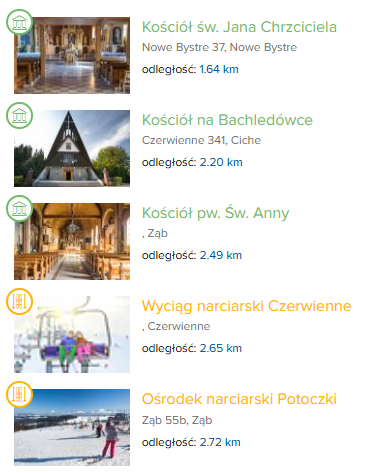 Kościół św. Jana Chrzciciela
Nowe Bystre 37, Nowe Bystre
odległość: 1.64 km
Kościół na Bachledówce
Czerwienne 341, Ciche
odległość: 2.20 km
Kościół pw. Św. Anny
, Ząb
odległość: 2.49 km
Wyciąg narciarski Czerwienne
, Czerwienne
odległość: 2.65 km
Ośrodek narciarski Potoczki
Ząb 55b, Ząb
odległość: 2.72 km